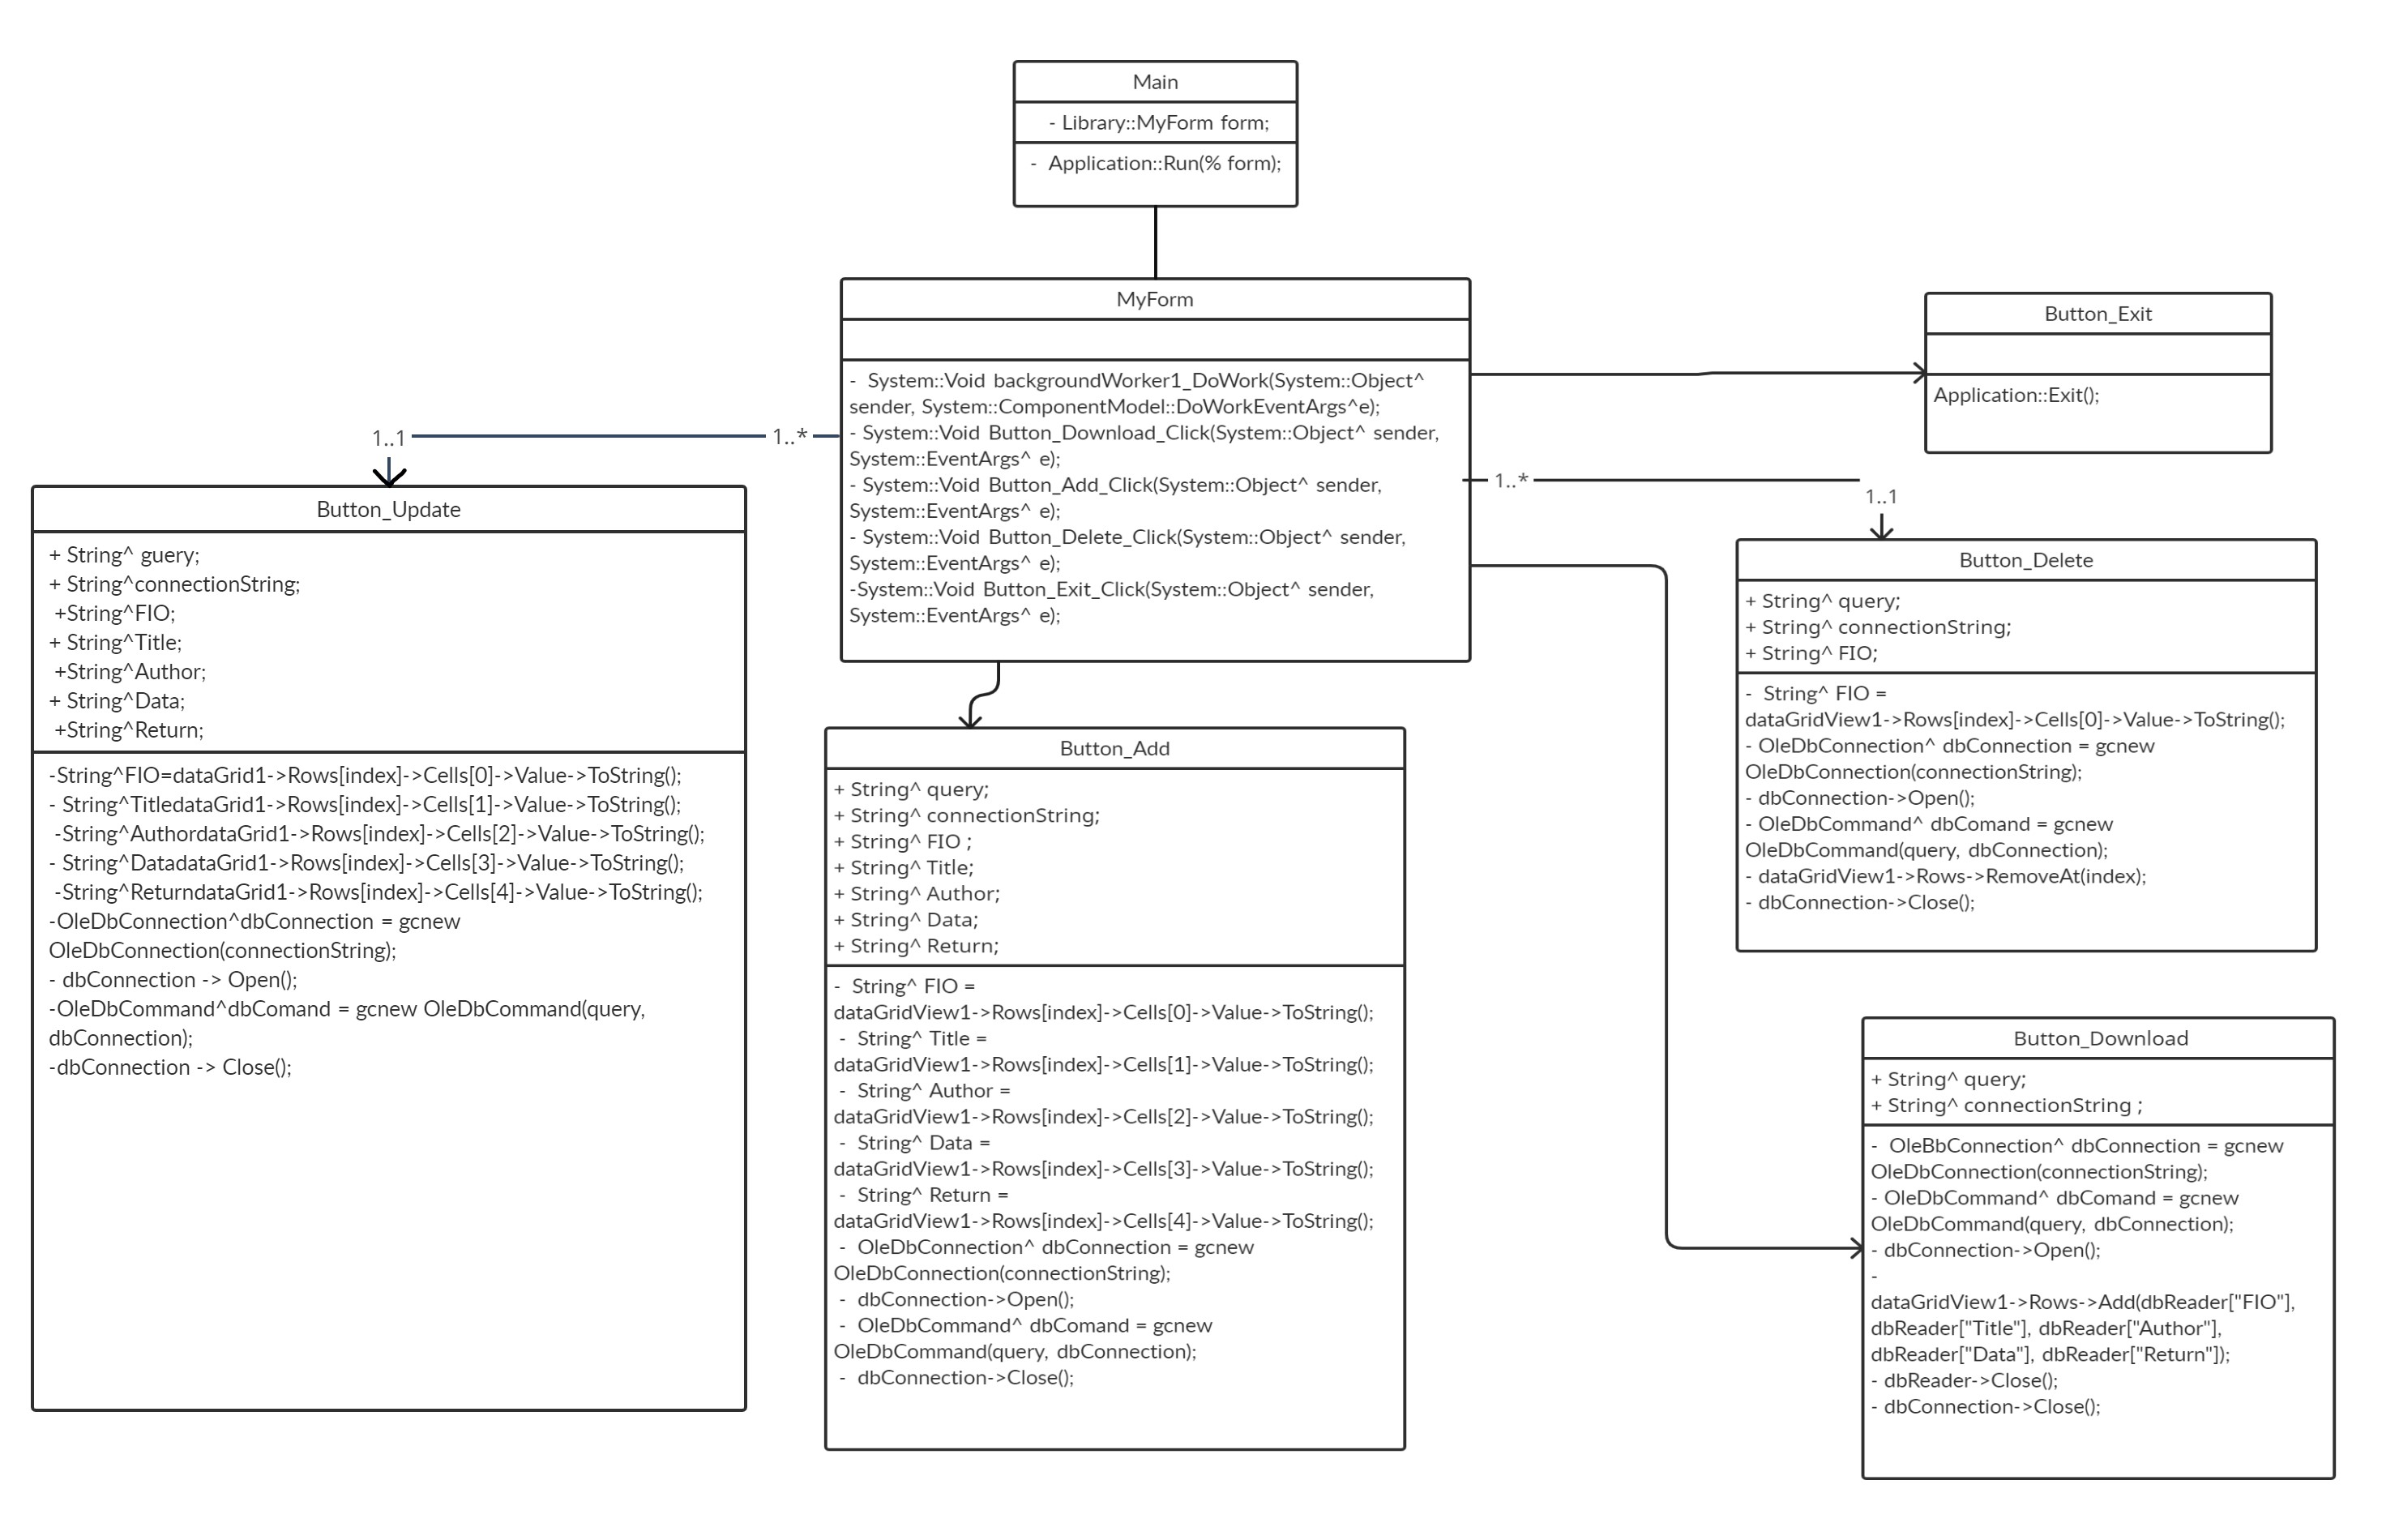 Main
- Library::MyForm form;
- Application::Run(% form);
MyForm
- System::Void backgroundWorker1_DoWork(System::Object^
sender, System::ComponentModel::DoWorkEventArgs^e);
- System::Void Button_Download_Click(System::Object^ sender,
System::EventArgs^ e);
- System::Void Button_Add_Click(System::Object^ sender,
System::EventArgs^ e);
- System::Void Button_Delete_Click(System::Object^ sender,
System::EventArgs^ e);
-System::Void Button_Exit_Click(System::Object^ sender,
System::EventArgs^ e);
Button_Exit
Application::Exit();
1..1
1..*
1..*
1..1
Button_Update
+ String^ guery;
+ String^connectionString;
+String^FIO;
+ String^Title;
+String^Author;
+ String^Data;
+String^Return;
-String^FIO=dataGrid1->Rows[index]->Cells[0]->Value->ToString();
- String^TitledataGrid1->Rows[index]->Cells[1]->Value->ToString();
-String^AuthordataGrid1->Rows[index]->Cells[2]->Value->ToString();
- String^DatadataGrid1->Rows[index]->Cells[3]->Value->ToString();
-String^ReturndataGrid1->Rows[index]->Cells[4]->Value->ToString();
-OleDbConnection^dbConnection = gcnew
OleDbConnection(connectionString);
- dbConnection -> Open();
-OleDbCommand^dbComand = gcnew OleDbCommand(query,
dbConnection);
-dbConnection -> Close();
Button_Add
+ String^ query;
+ String^ connectionString;
+ String^ FIO ;
+ String^ Title;
+ String^ Author;
+ String^ Data;
+ String^ Return;
- String^ FIO =
dataGridView1->Rows[index]->Cells[0]->Value->ToString();
- String^ Title =
dataGridView1->Rows[index]->Cells[1]->Value->ToString();
- String^ Author =
dataGridView1->Rows[index]->Cells[2]->Value->ToString();
- String^ Data =
dataGridView1->Rows[index]->Cells[3]->Value->ToString();
- String^ Return =
dataGridView1->Rows[index]->Cells[4]->Value->ToString();
- OleDbConnection^ dbConnection = gcnew
OleDbConnection(connectionString);
- dbConnection->Open();
- OleDbCommand^ dbComand = gcnew
OleDbCommand(query, dbConnection);
- dbConnection->Close();
Button_Delete
+ String^ query;
+ String^ connectionString;
+ String^ FIO;
- String^ FIO =
dataGridView1->Rows[index]->Cells[0]->Value->ToString();
- OleDbConnection^ dbConnection = gcnew
OleDbConnection(connectionString);
- dbConnection->Open();
- OleDbCommand^ dbComand = gcnew
OleDbCommand(query, dbConnection);
- dataGridView1->Rows->RemoveAt(index);
- dbConnection->Close();
Button_Download
+ String^ query;
+ String^ connectionString ;
- OleBbConnection^ dbConnection = gcnew
OleDbConnection(connectionString);
- OleDbCommand^ dbComand = gcnew
OleDbCommand(query, dbConnection);
- dbConnection->Open();
-
dataGridView1->Rows->Add(dbReader["FIO"],
dbReader["Title"], dbReader["Author"],
dbReader["Data"], dbReader["Return"]);
- dbReader->Close();
- dbConnection->Close();